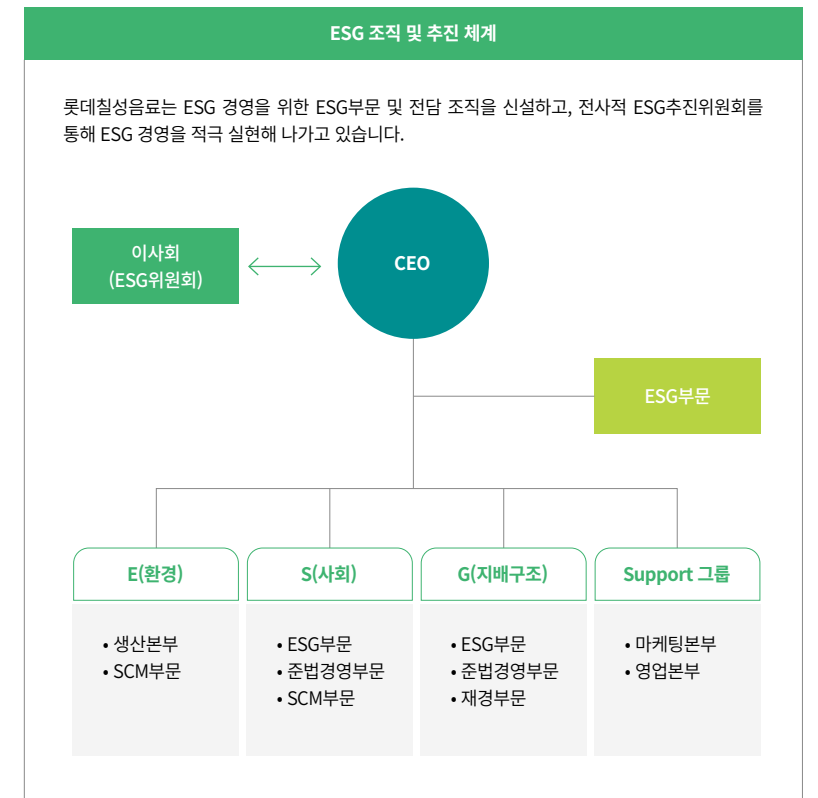 ESG 조직 및 추진 체계
롯데칠성음료는 ESG 경영을 위한 ESG부문 및 전담 조직을 신설하고, 전사적 ESG추진위원회를
통해 ESG 경영을 적극 실현해 나가고 있습니다.
이사회
(ESG위원회)
CEO
ESG부문
E(환경)
• 생산본부
• SCM부문
S(사회)
• ESG부문
• 준법경영부문
• SCM부문
G(지배구조)
• ESG부문
• 준법경영부문
• 재경부문
Support 그룹
• 마케팅본부
• 영업본부